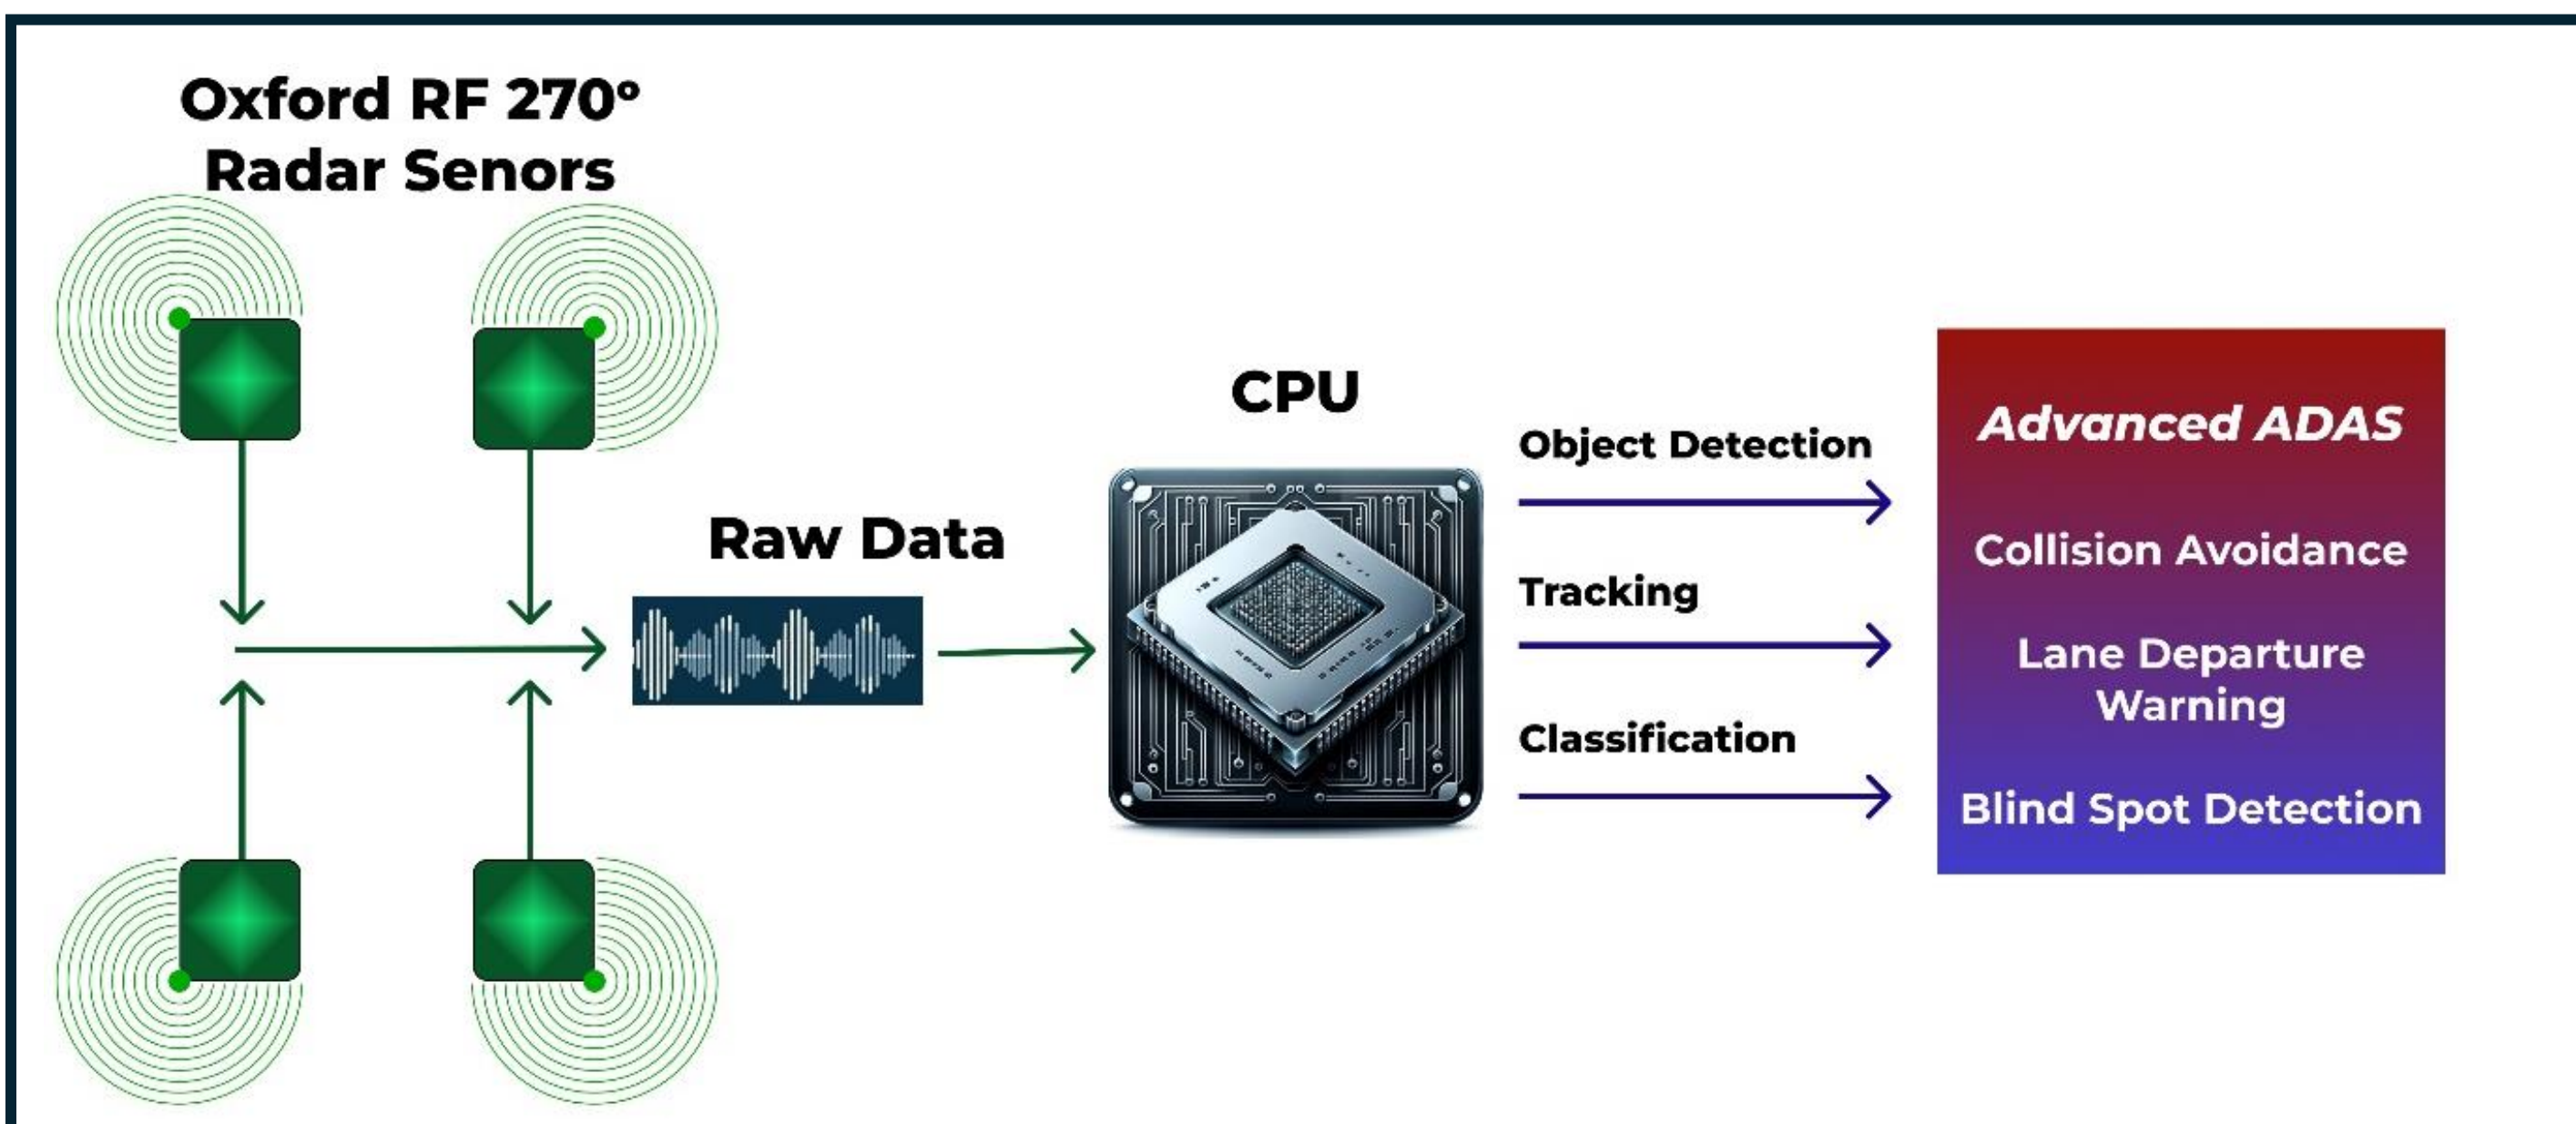 Oxford RF 270°
Radar Senors
Raw Data
CPU
Object Detection
Tracking
Classification
Advanced ADAS
Collision Avoidance
Lane Departure
Warning
Blind Spot Detection